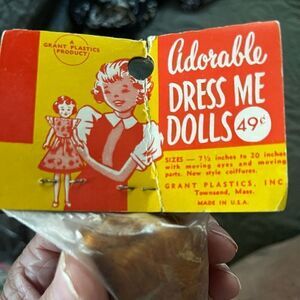 A
GRANT PLASTICS
PRODUCT
Adorable
DRESS ME
DOLLS
49¢
SIZES — 7½ inches to 20 inches
with moving eyes and moving
parts. New style coiffures.
GRANT PLASTICS, INC
Townsend, Mass.
MADE IN U.S.A.